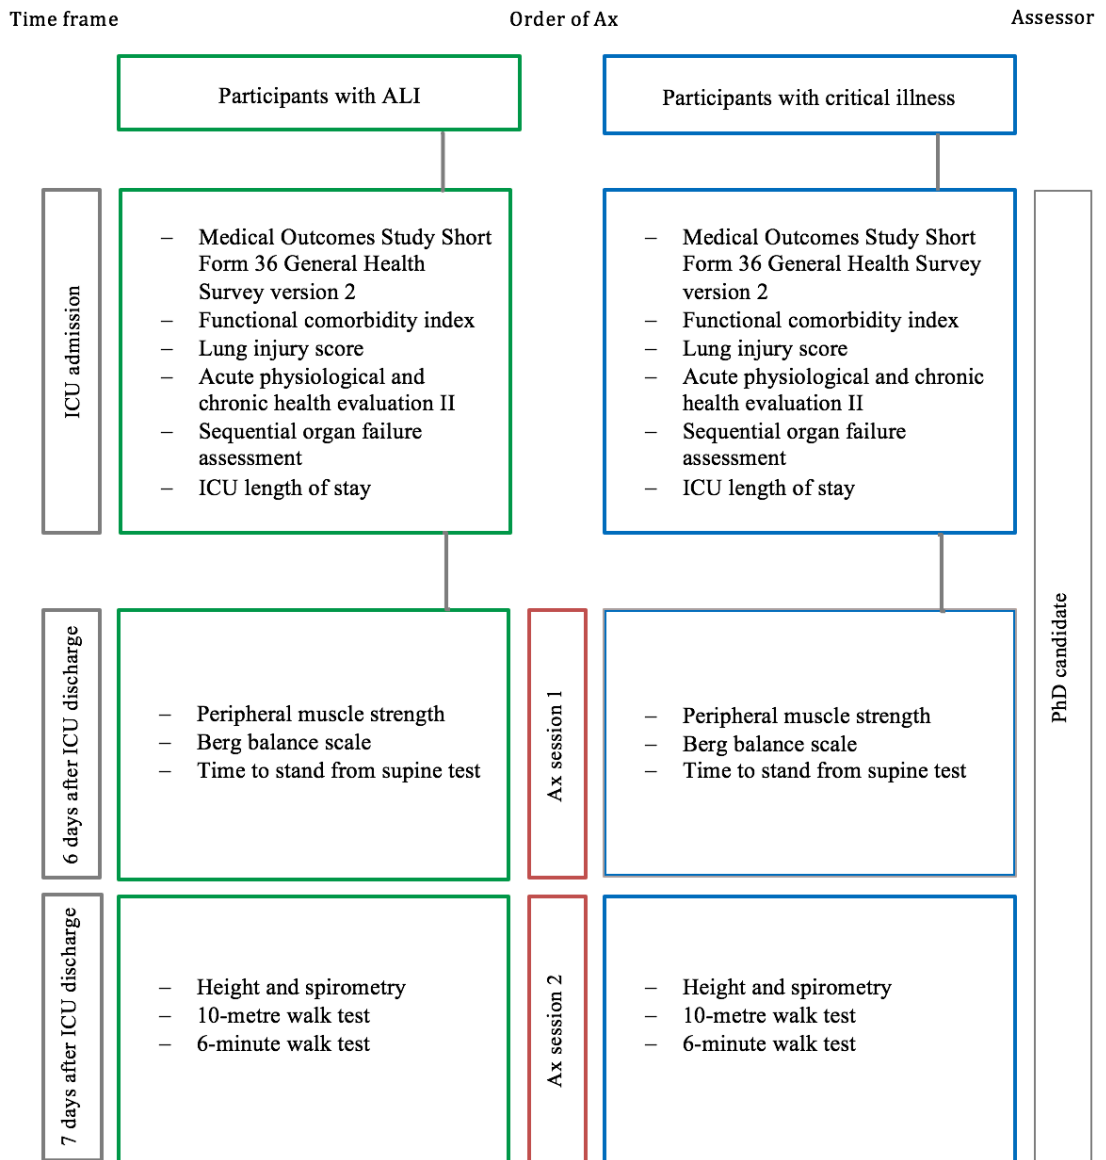 Time frame
Order of Ax
Assessor
Participants with ALI
Participants with critical illness
ICU admission
– Medical Outcomes Study Short
Form 36 General Health
Survey version 2
– Functional comorbidity index
– Lung injury score
– Acute physiological and
chronic health evaluation II
– Sequential organ failure
assessment
– ICU length of stay
– Medical Outcomes Study Short
Form 36 General Health Survey
version 2
– Functional comorbidity index
– Lung injury score
– Acute physiological and chronic
health evaluation II
– Sequential organ failure
assessment
– ICU length of stay
PhD candidate
6 days after ICU discharge
– Peripheral muscle strength
– Berg balance scale
– Time to stand from supine test
Ax session 1
– Peripheral muscle strength
– Berg balance scale
– Time to stand from supine test
7 days after ICU discharge
– Height and spirometry
– 10-metre walk test
– 6-minute walk test
Ax session 2
– Height and spirometry
– 10-metre walk test
– 6-minute walk test